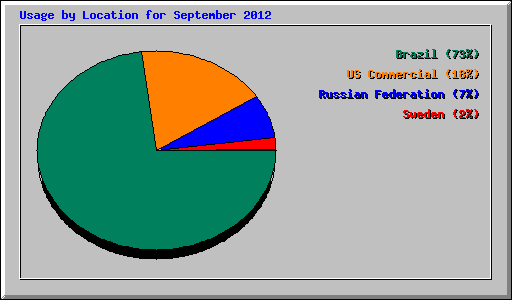 Usage by Location for September 2012
Brazil (73%)
US Commercial (18%)
Russian Federation (7%)
Sweden (2%)